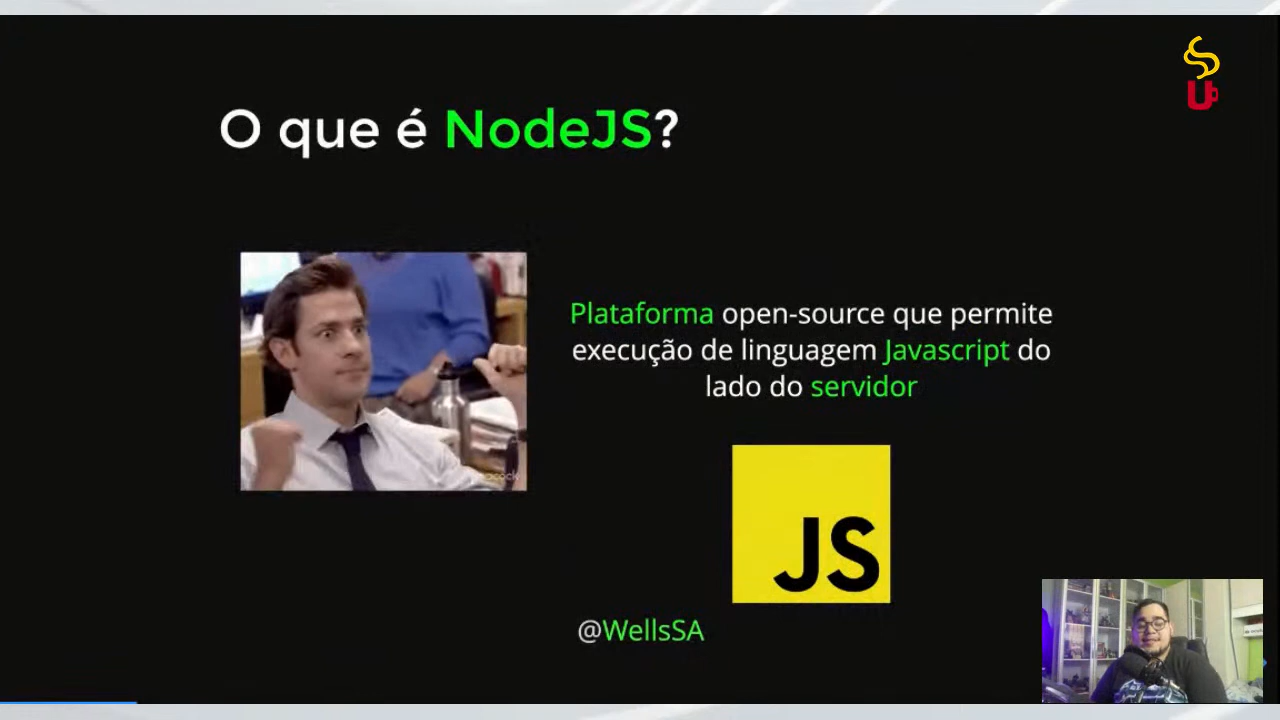 O que é NodeJS?
Plataforma open-source que permite
execução de linguagem Javascript do
lado do servidor
JS
@WellsSA